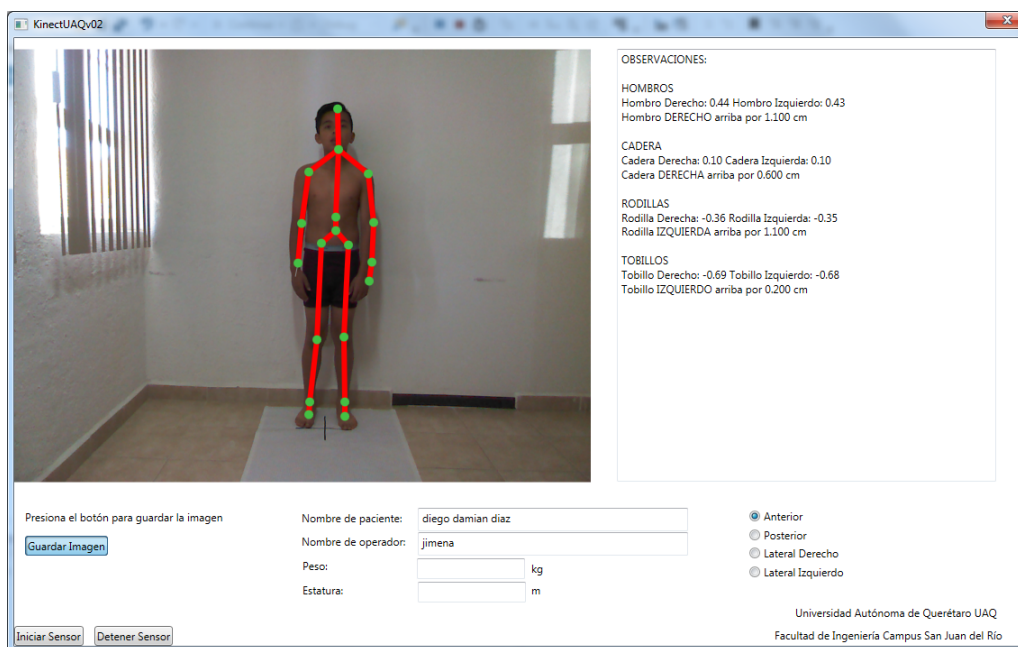 KinectUAQv02
OBSERVACIONES:
HOMBROS
Hombro Derecho: 0.44 Hombro Izquierdo: 0.43
Hombro DERECHO arriba por 1.100 cm
CADERA
Cadera Derecha: 0.10 Cadera Izquierda: 0.10
Cadera DERECHA arriba por 0.600 cm
RODILLAS
Rodilla Derecha: -0.36 Rodilla Izquierda: -0.35
Rodilla IZQUIERDA arriba por 1.100 cm
TOBILLOS
Tobillo Derecho: -0.69 Tobillo Izquierdo: -0.68
Tobillo IZQUIERDO arriba por 0.200 cm
Presiona el botón para guardar la imagen
Guardar Imagen
Nombre de paciente: diego damian diaz
Nombre de operador: jimena
Peso: kg
Estatura: m
Anterior
Posterior
Lateral Derecho
Lateral Izquierdo
Universidad Autónoma de Querétaro UAQ
Iniciar Sensor Detener Sensor
Facultad de Ingeniería Campus San Juan del Río